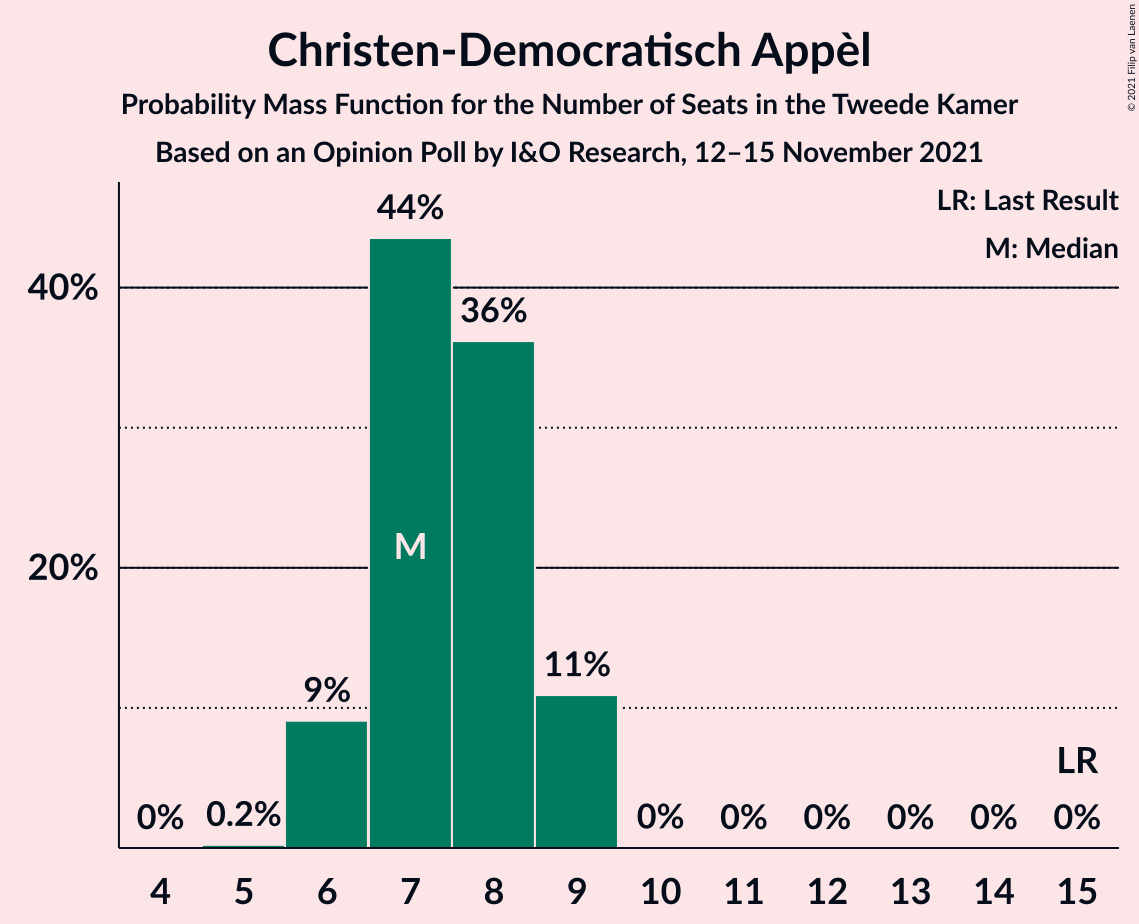 Christen-Democratisch Appèl
Probability Mass Function for the Number of Seats in the Tweede Kamer
Based on an Opinion Poll by I&O Research, 12–15 November 2021
© 2021 Filip van Laenen
LR: Last Result
M: Median
44%
40%
36%
M
20%
11%
9%
LR
0% 0.2% 0% 0% 0% 0% 0% 0%
4 5 6 7 8 9 10 11 12 13 14 15